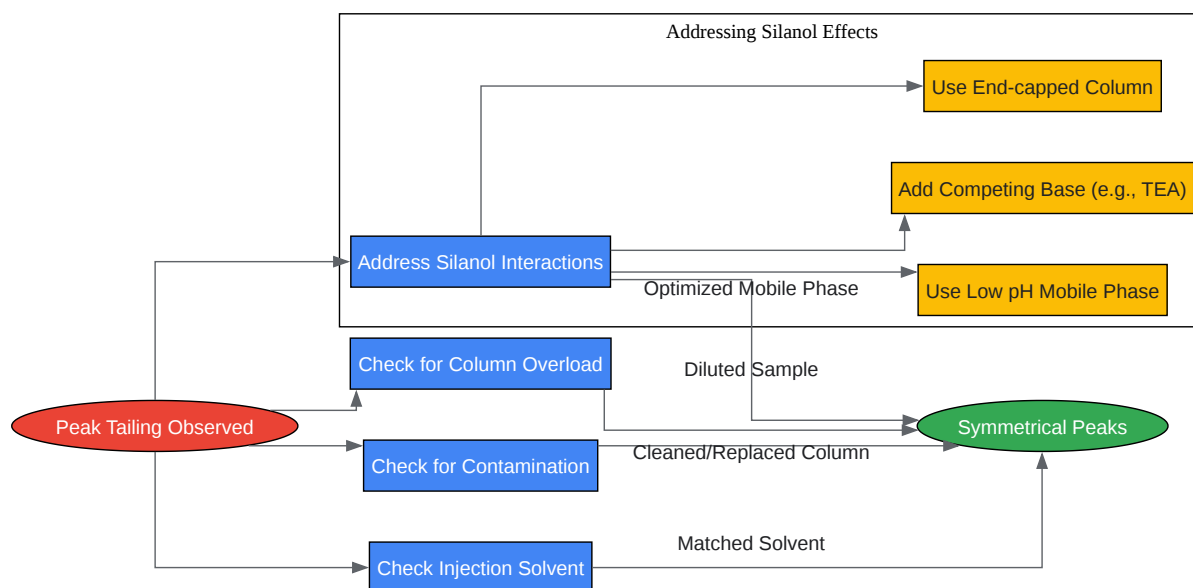 Addressing Silanol Effects
Use End-capped Column
Add Competing Base (e.g., TEA)
Address Silanol Interactions
Optimized Mobile Phase
Use Low pH Mobile Phase
Check for Column Overload
Diluted Sample
Peak Tailing Observed
Symmetrical Peaks
Check for Contamination
Cleaned/Replaced Column
Check Injection Solvent
Matched Solvent